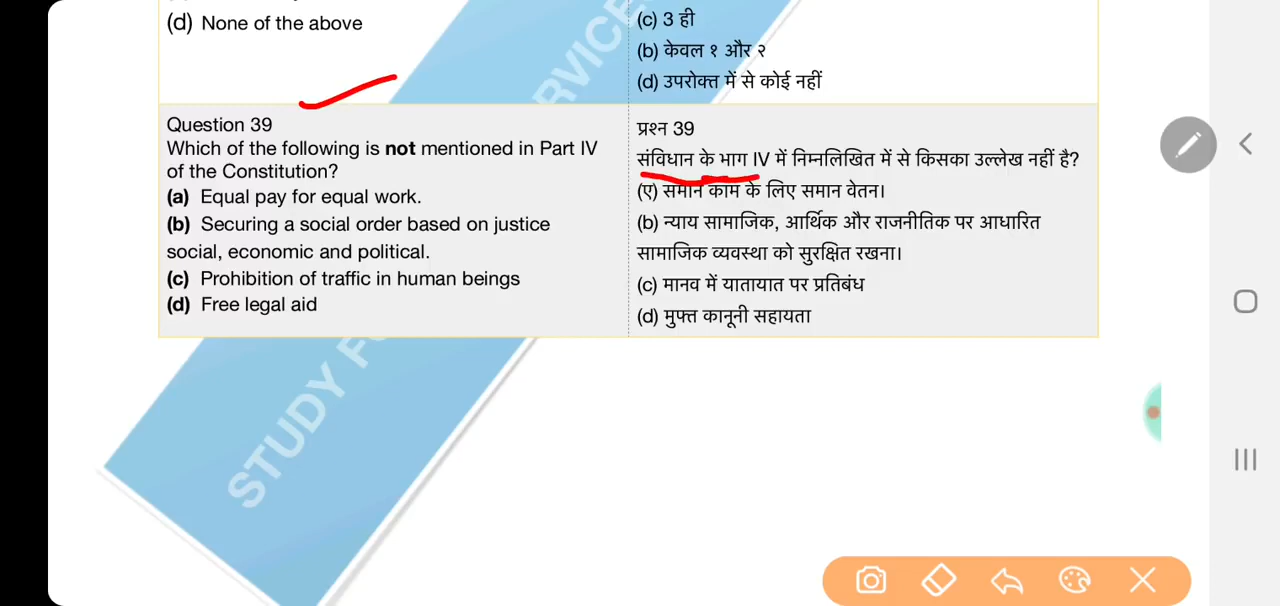 (d) None of the above
(c) 3 ही
(b) केवल १ और २
(d) उपरोक्त में से कोई नहीं
Question 39
Which of the following is not mentioned in Part IV
of the Constitution?
(a) Equal pay for equal work.
(b) Securing a social order based on justice
social, economic and political.
(c) Prohibition of traffic in human beings
(d) Free legal aid
प्रश्न 39
संविधान के भाग IV में निम्नलिखित में से किसका उल्लेख नहीं है?
(ए) समान काम के लिए समान वेतन।
(b) न्याय सामाजिक, आर्थिक और राजनीतिक पर आधारित
सामाजिक व्यवस्था को सुरक्षित रखना।
(c) मानव में यातायात पर प्रतिबंध
(d) मुफ्त कानूनी सहायता
STUDY